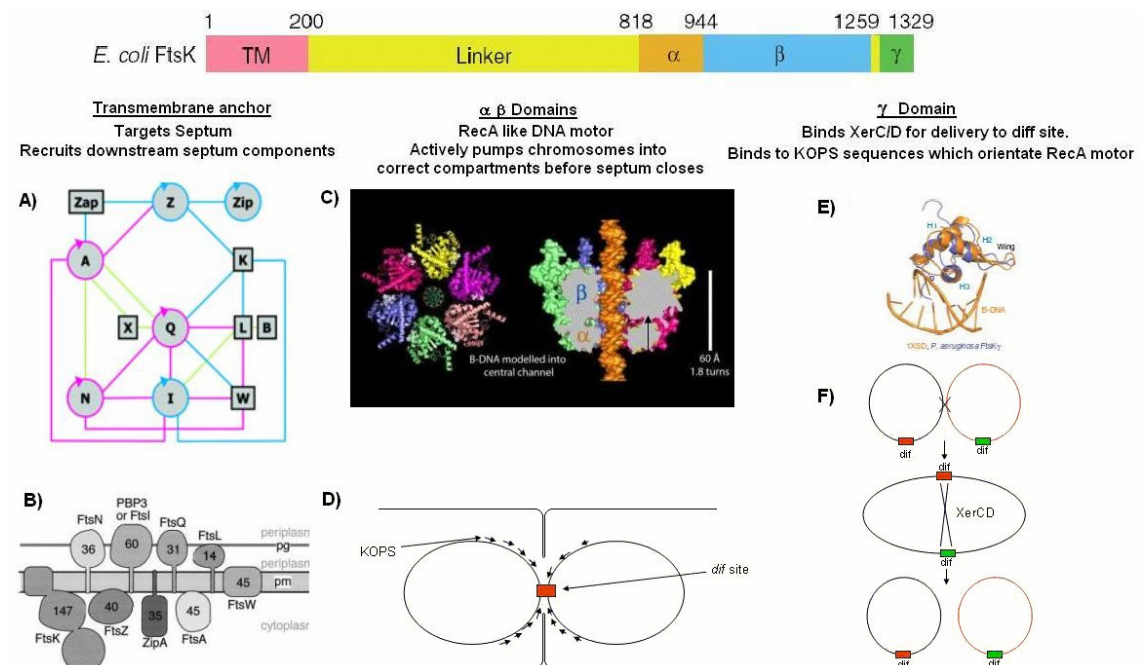 1 200 818 944 1259 1329
E. coli FtsK TM Linker α β γ
Transmembrane anchor
Targets Septum
Recruits downstream septum components
α β Domains
RecA like DNA motor
Actively pumps chromosomes into
correct compartments before septum closes
γ Domain
Binds XerC/D for delivery to diff site.
Binds to KOPS sequences which orientate RecA motor
A)
Zap Z Zip
A K
X Q L B
N I W
B)
PBP3
or FtsI
FtsN FtsQ
FtsL
periplasn
36 60 31 14
pg
periplasn
pm
45
FtsW
147 40 35 45
cytoplasr
FtsK FtsZ ZipA FtsA
C)
β
α
B-DNA modelled into
central channel
60 Å
1.8 turns
D)
KOPS
dif site
E)
H1
H2
Wing
H3
B-DNA
1XSD, P. aeruginosa FtsKγ
F)
dif dif
dif
XerCD
dif
dif dif